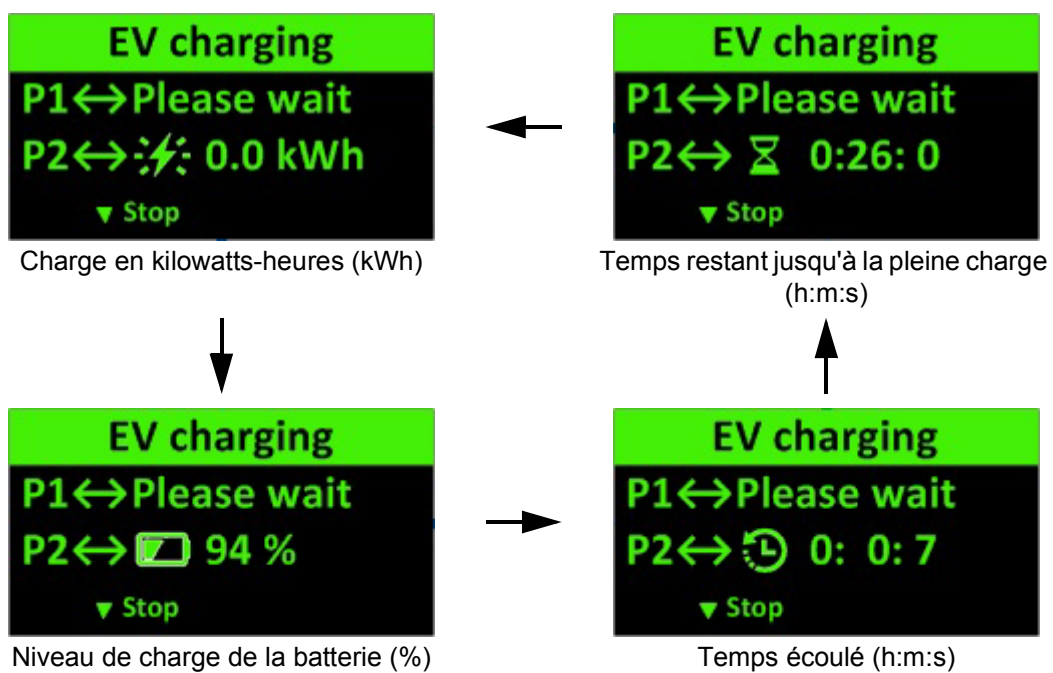 EV charging
P1↔Please wait
P2↔ 0.0 kWh
▼ Stop
Charge en kilowatts-heures (kWh)
EV charging
P1↔Please wait
P2↔ 0:26: 0
▼ Stop
Temps restant jusqu'à la pleine charge
(h:m:s)
EV charging
P1↔Please wait
P2↔ 94 %
▼ Stop
Niveau de charge de la batterie (%)
EV charging
P1↔Please wait
P2↔ 0: 0: 7
▼ Stop
Temps écoulé (h:m:s)